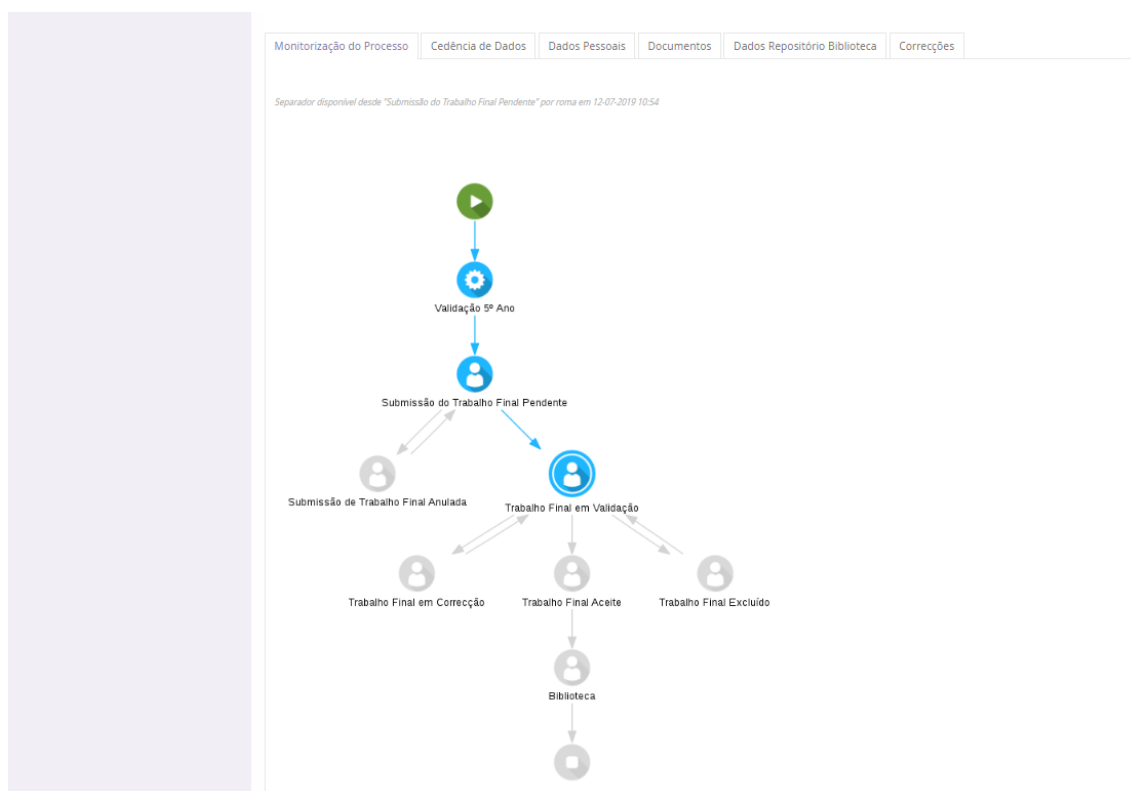 Monitorização do Processo
Cedência de Dados
Dados Pessoais
Documentos
Dados Repositório Biblioteca
Correcções
Separador disponível desde "Submissão do Trabalho Final Pendente" por roma em 12-07-2019 10:54
Validação 5º Ano
Submissão do Trabalho Final Pendente
Submissão de Trabalho Final Anulada
Trabalho Final em Validação
Trabalho Final em Correcção
Trabalho Final Aceite
Trabalho Final Excluído
Biblioteca